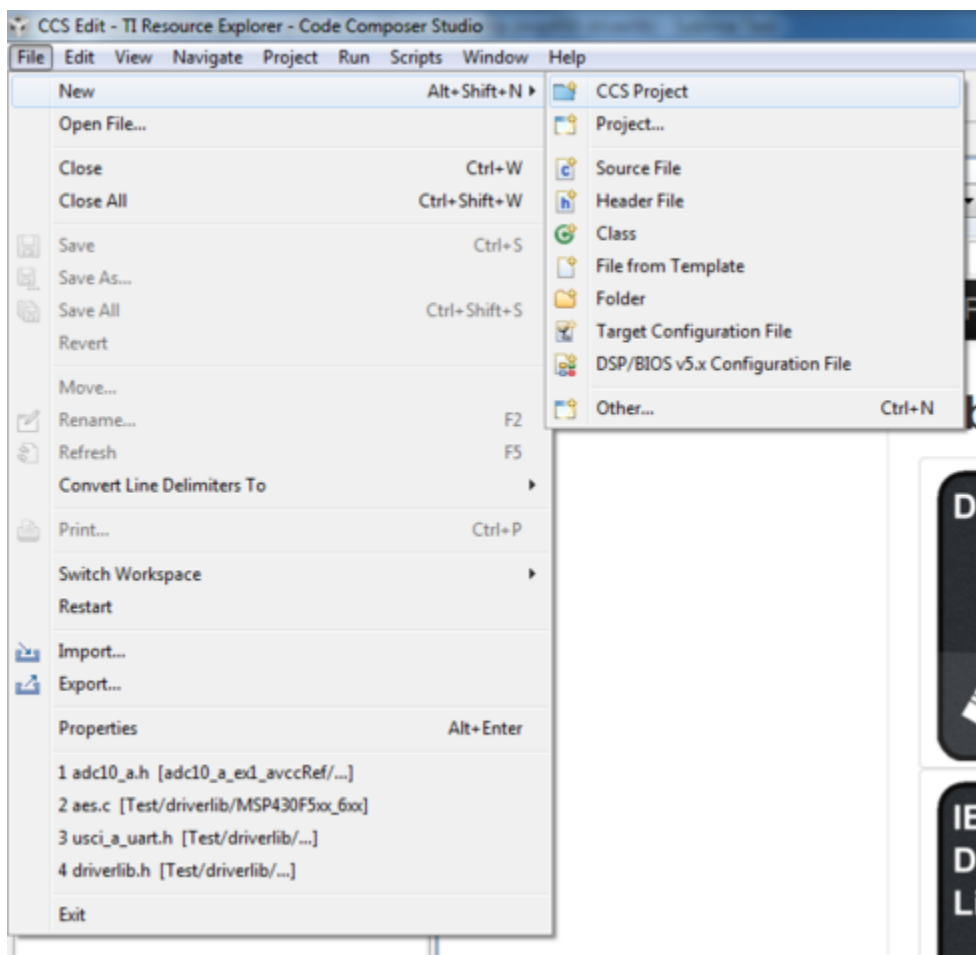 CCS Edit - TI Resource Explorer - Code Composer Studio
File Edit View Navigate Project Run Scripts Window Help
New Alt+Shift+N
Open File...
Close Ctrl+W
Close All Ctrl+Shift+W
Save Ctrl+S
Save As...
Save All Ctrl+Shift+S
Revert
Move...
Rename... F2
Refresh F5
Convert Line Delimiters To
Print... Ctrl+P
Switch Workspace
Restart
Import...
Export...
Properties Alt+Enter
1 adc10_a.h [adc10_a_ex1_avccRef/...]
2 aes.c [Test/driverlib/MSP430F5xx_6xx]
3 usci_a_uart.h [Test/driverlib/...]
4 driverlib.h [Test/driverlib/...]
Exit
CCS Project
Project...
Source File
Header File
Class
File from Template
Folder
Target Configuration File
DSP/BIOS v5.x Configuration File
Other... Ctrl+N